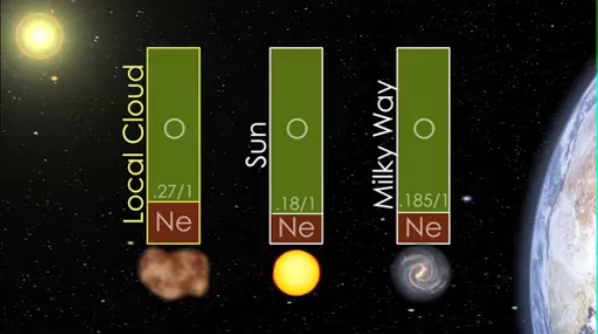 Local Cloud
O
.27/1
Ne
Sun
O
.18/1
Ne
Milky Way
O
.185/1
Ne